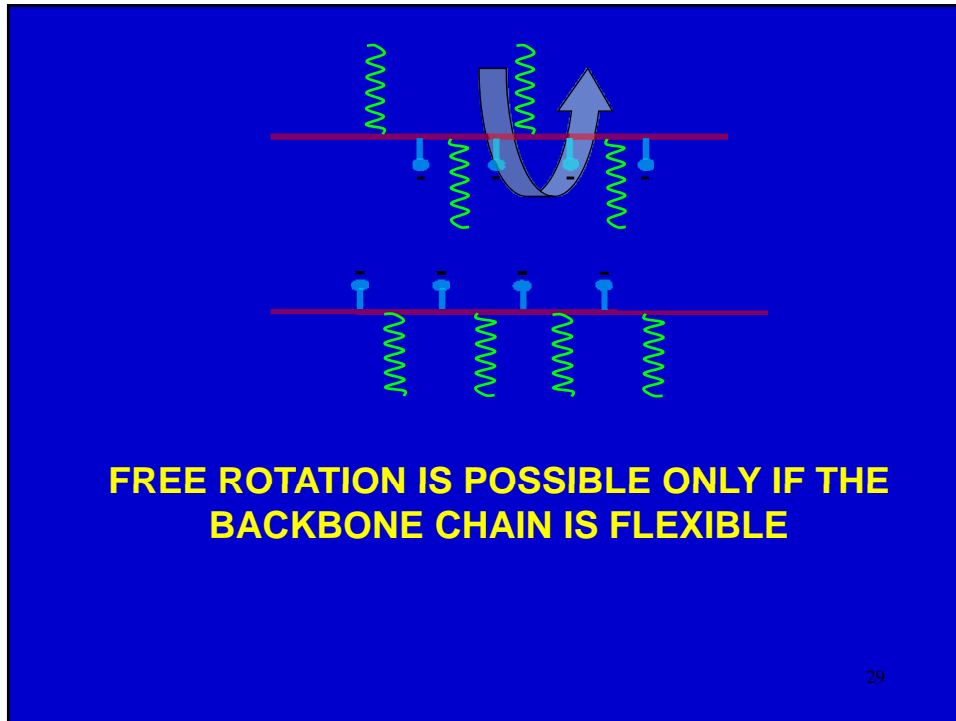 FREE ROTATION IS POSSIBLE ONLY IF THE
BACKBONE CHAIN IS FLEXIBLE
29